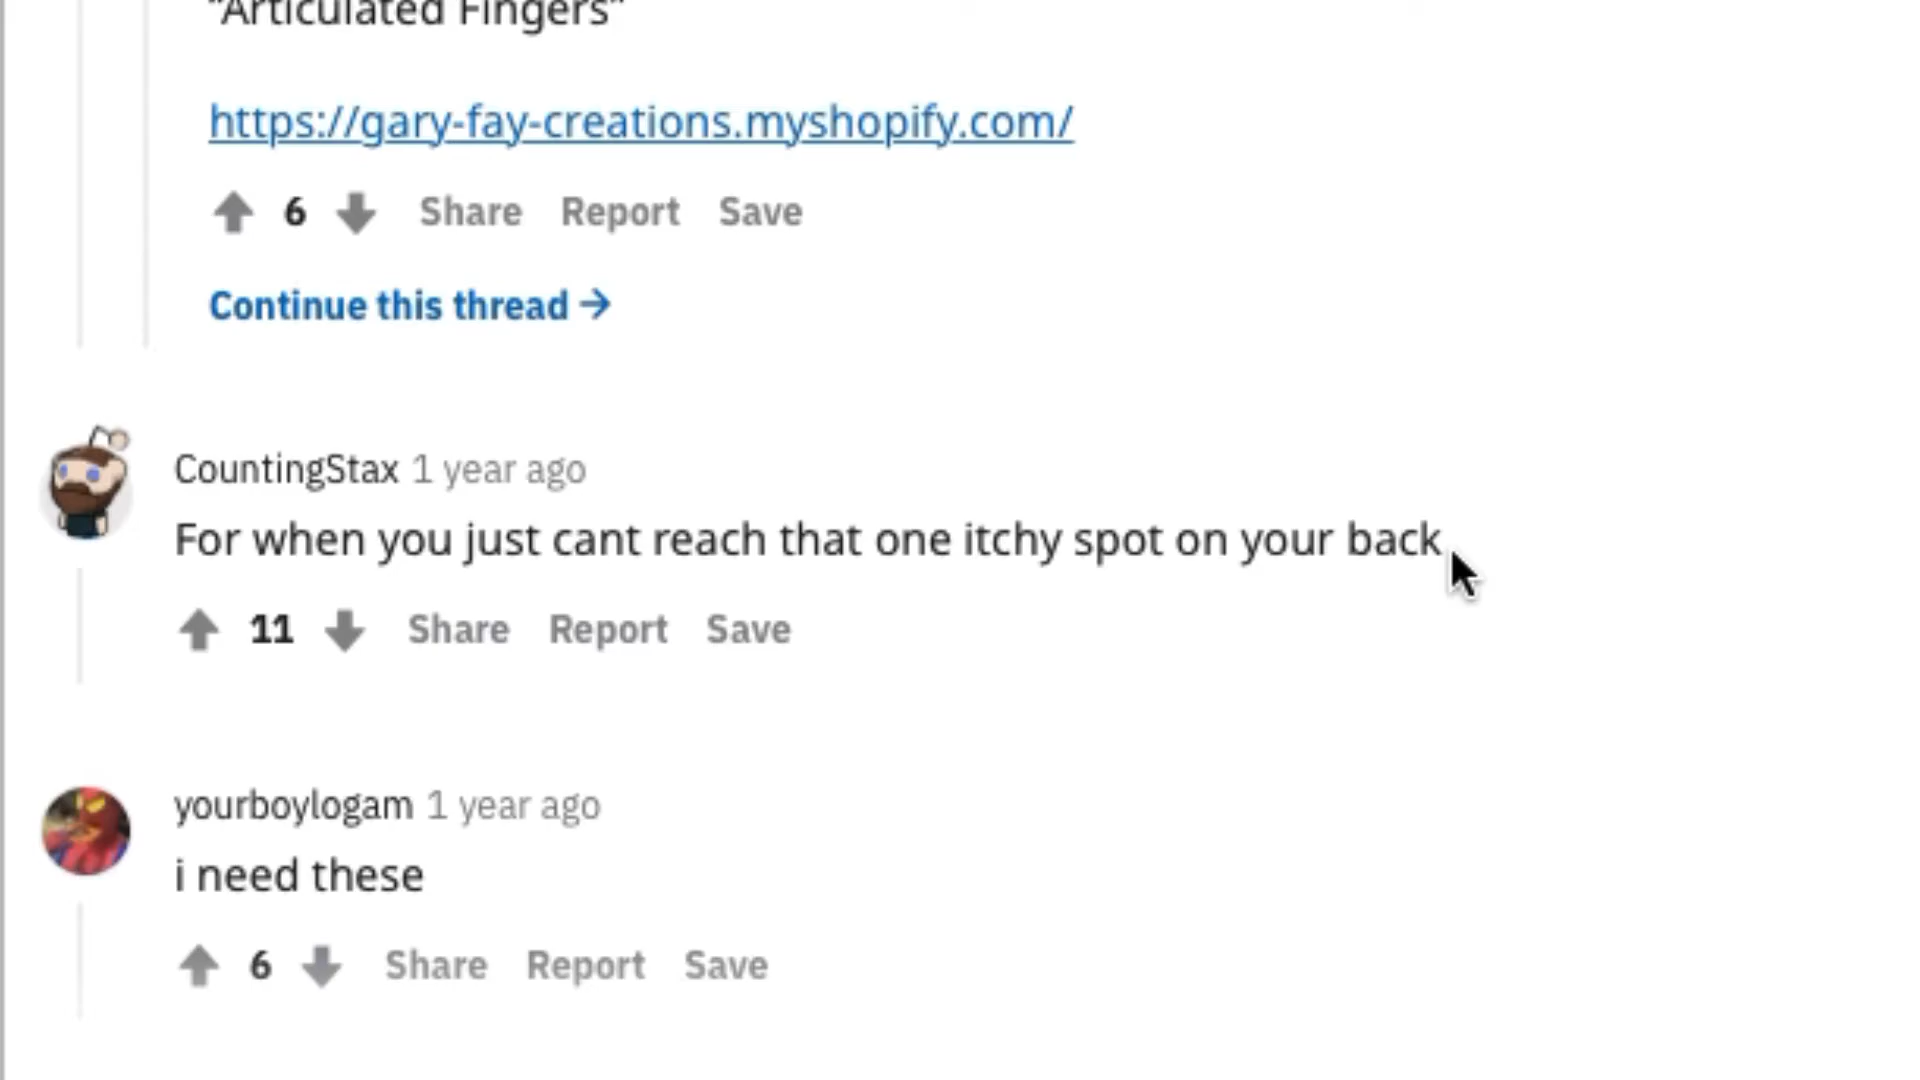 "Articulated Fingers"
https://gary-fay-creations.myshopify.com/
6 Share Report Save
Continue this thread →
CountingStax 1 year ago
For when you just cant reach that one itchy spot on your back
11 Share Report Save
yourboylogam 1 year ago
i need these
6 Share Report Save